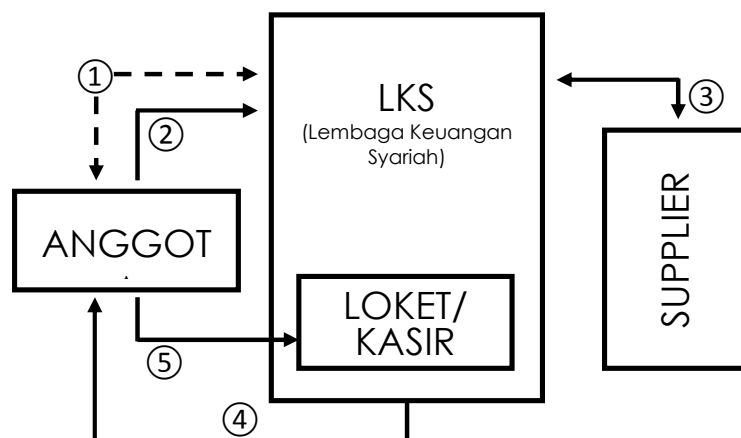 ①
②
LKS
(Lembaga Keuangan
Syariah)
③
ANGGOT
SUPPLIER
LOKET/
KASIR
⑤
④